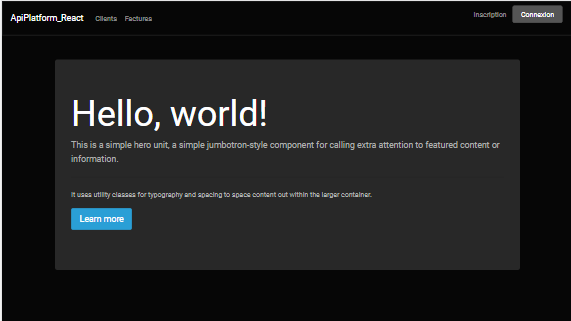 ApiPlatform_React Clients Factures Inscription Connexion
Hello, world!
This is a simple hero unit, a simple jumbotron-style component for calling extra attention to featured content or
information.
It uses utility classes for typography and spacing to space content out within the larger container.
Learn more